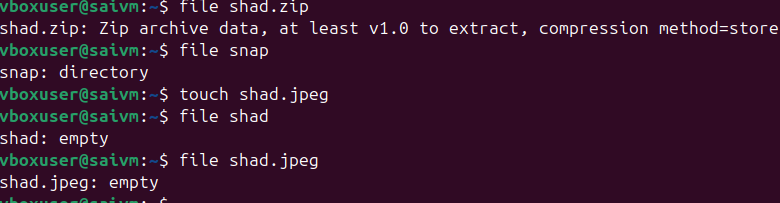 vboxuser@saivm:~$ file shad.zip
shad.zip: Zip archive data, at least v1.0 to extract, compression method=store
vboxuser@saivm:~$ file snap
snap: directory
vboxuser@saivm:~$ touch shad.jpeg
vboxuser@saivm:~$ file shad
shad: empty
vboxuser@saivm:~$ file shad.jpeg
shad.jpeg: empty
vboxuser@saivm:~$